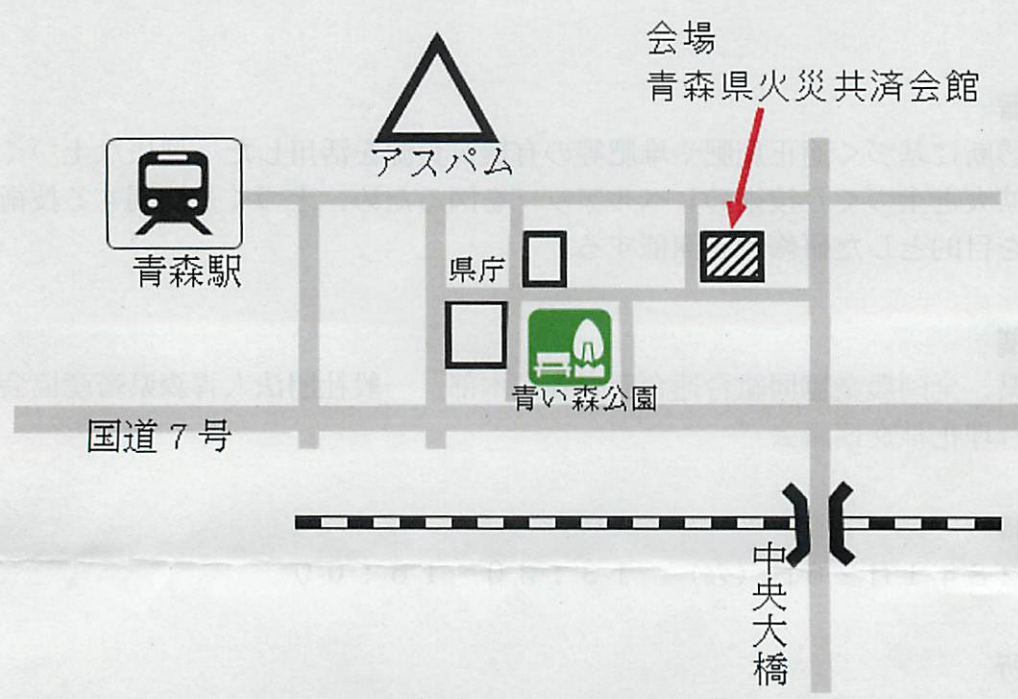 会場
青森県火災共済会館
アスパム
青森駅
県庁
青い森公園
国道７号
中央大橋